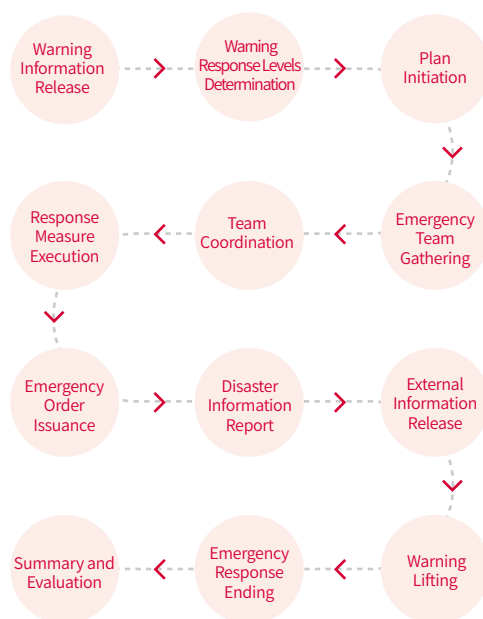 Warning
Information
Release
Warning
Response Levels
Determination
Plan
Initiation
Emergency
Team
Gathering
Team
Coordination
Response
Measure
Execution
Emergency
Order
Issuance
Disaster
Information
Report
External
Information
Release
Warning
Lifting
Emergency
Response
Ending
Summary and
Evaluation